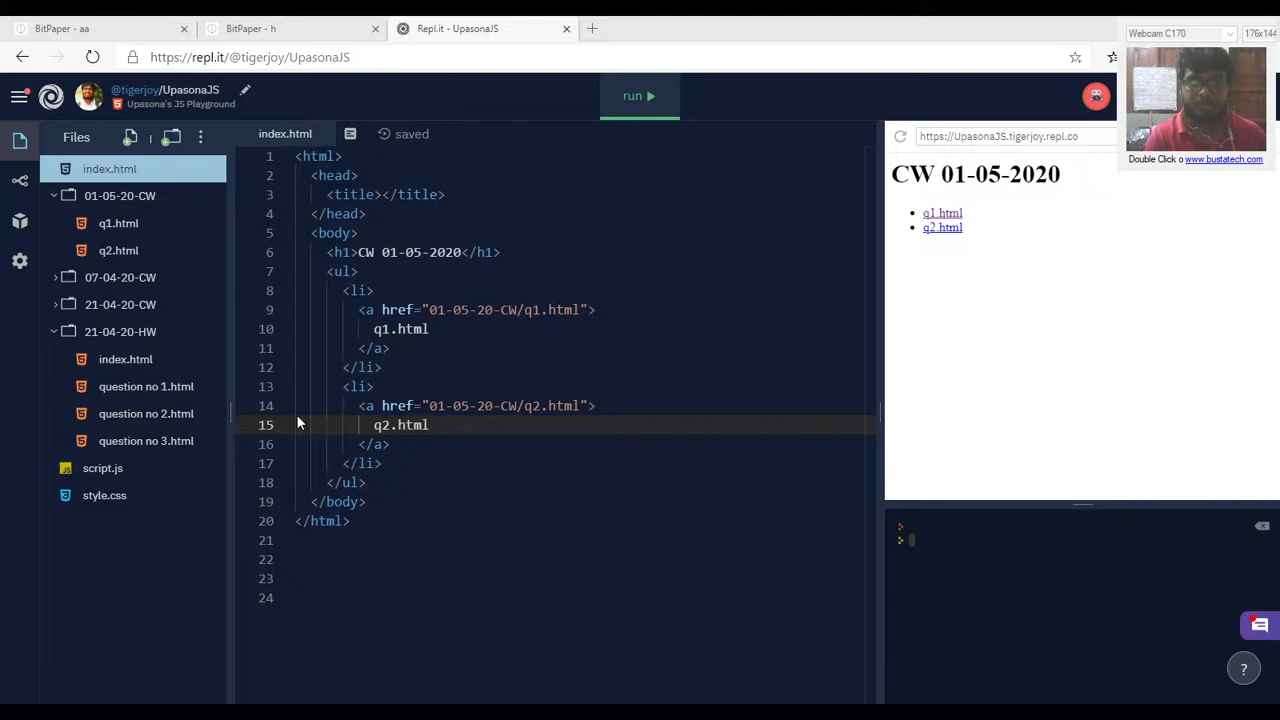 BitPaper - aa
BitPaper - h
Repl.it - UpasonaJS
https://repl.it/@tigerjoy/UpasonaJS
Webcam C170
176x144
@tigerjoy/UpasonaJS
Upasona's JS Playground
run
Files
index.html
01-05-20-CW
q1.html
q2.html
07-04-20-CW
21-04-20-CW
21-04-20-HW
index.html
question no 1.html
question no 2.html
question no 3.html
script.js
style.css
index.html
saved
1 <html>
2 <head>
3 <title></title>
4 </head>
5 <body>
6 <h1>CW 01-05-2020</h1>
7 <ul>
8 <li>
9 <a href="01-05-20-CW/q1.html">
10 q1.html
11 </a>
12 </li>
13 <li>
14 <a href="01-05-20-CW/q2.html">
15 q2.html
16 </a>
17 </li>
18 </ul>
19 </body>
20 </html>
21
22
23
24
https://UpasonaJS.tigerjoy.repl.co
Double Click o www.bustatech.com
CW 01-05-2020
• q1.html
• q2.html
>
>
?